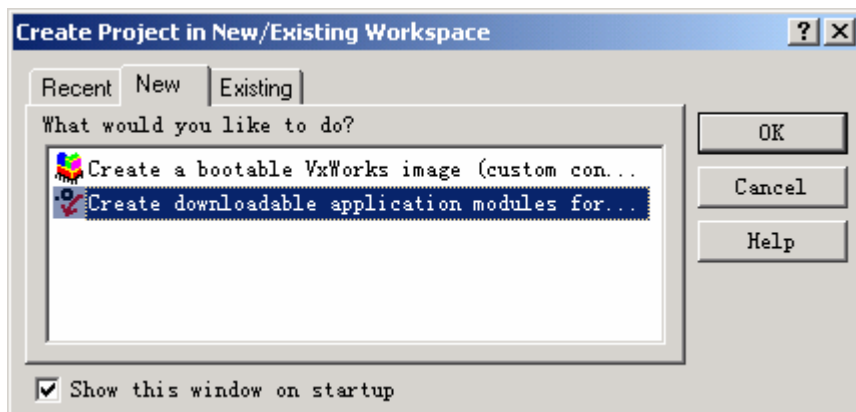 Create Project in New/Existing Workspace
Recent New Existing
What would you like to do?
Create a bootable VxWorks image (custom con...
Create downloadable application modules for...
OK
Cancel
Help
Show this window on startup